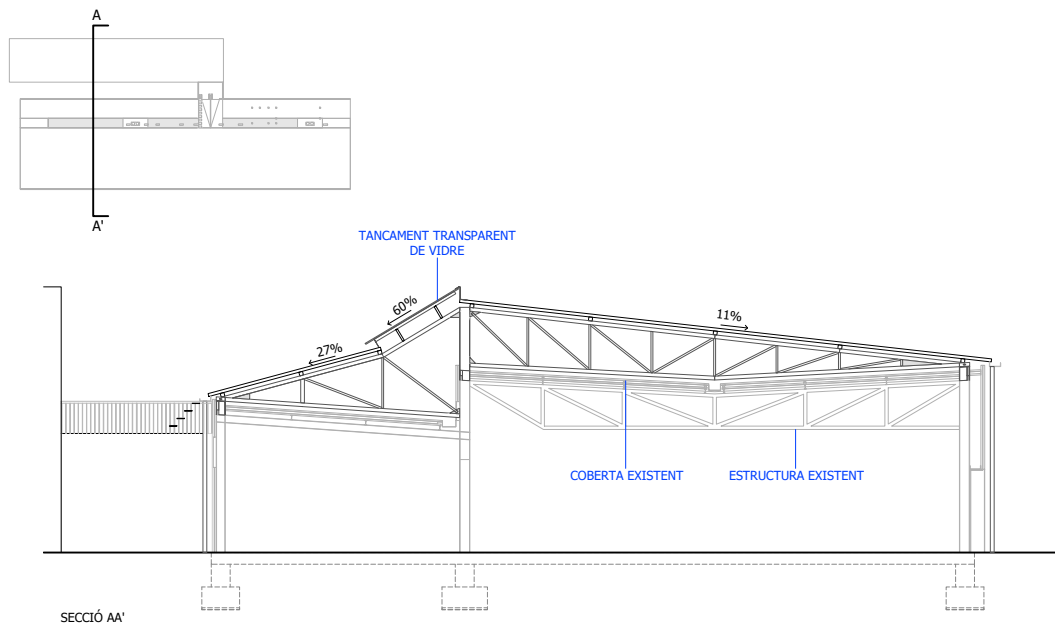 A
A'
TANCAMENT TRANSPARENT
DE VIDRE
60%
11%
27%
COBERTA EXISTENT
ESTRUCTURA EXISTENT
SECCIÓ AA'